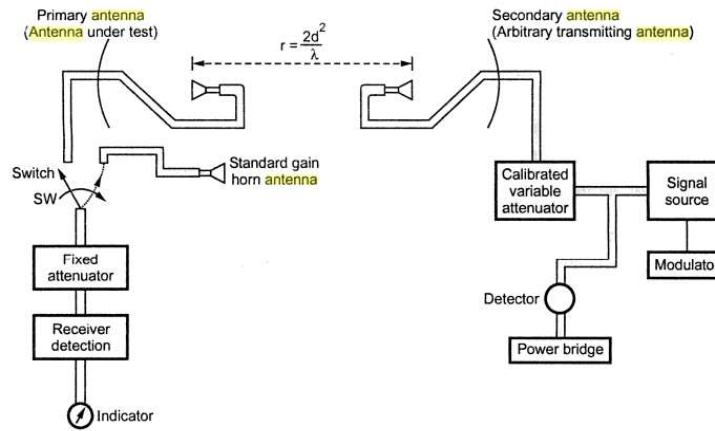 Primary antenna
(Antenna under test)
r = 2d²/λ
Secondary antenna
(Arbitrary transmitting antenna)
Switch
SW
Standard gain
horn antenna
Calibrated
variable
attenuator
Signal
source
Fixed
attenuator
Modulato
Detector
Receiver
detection
Power bridge
Indicator